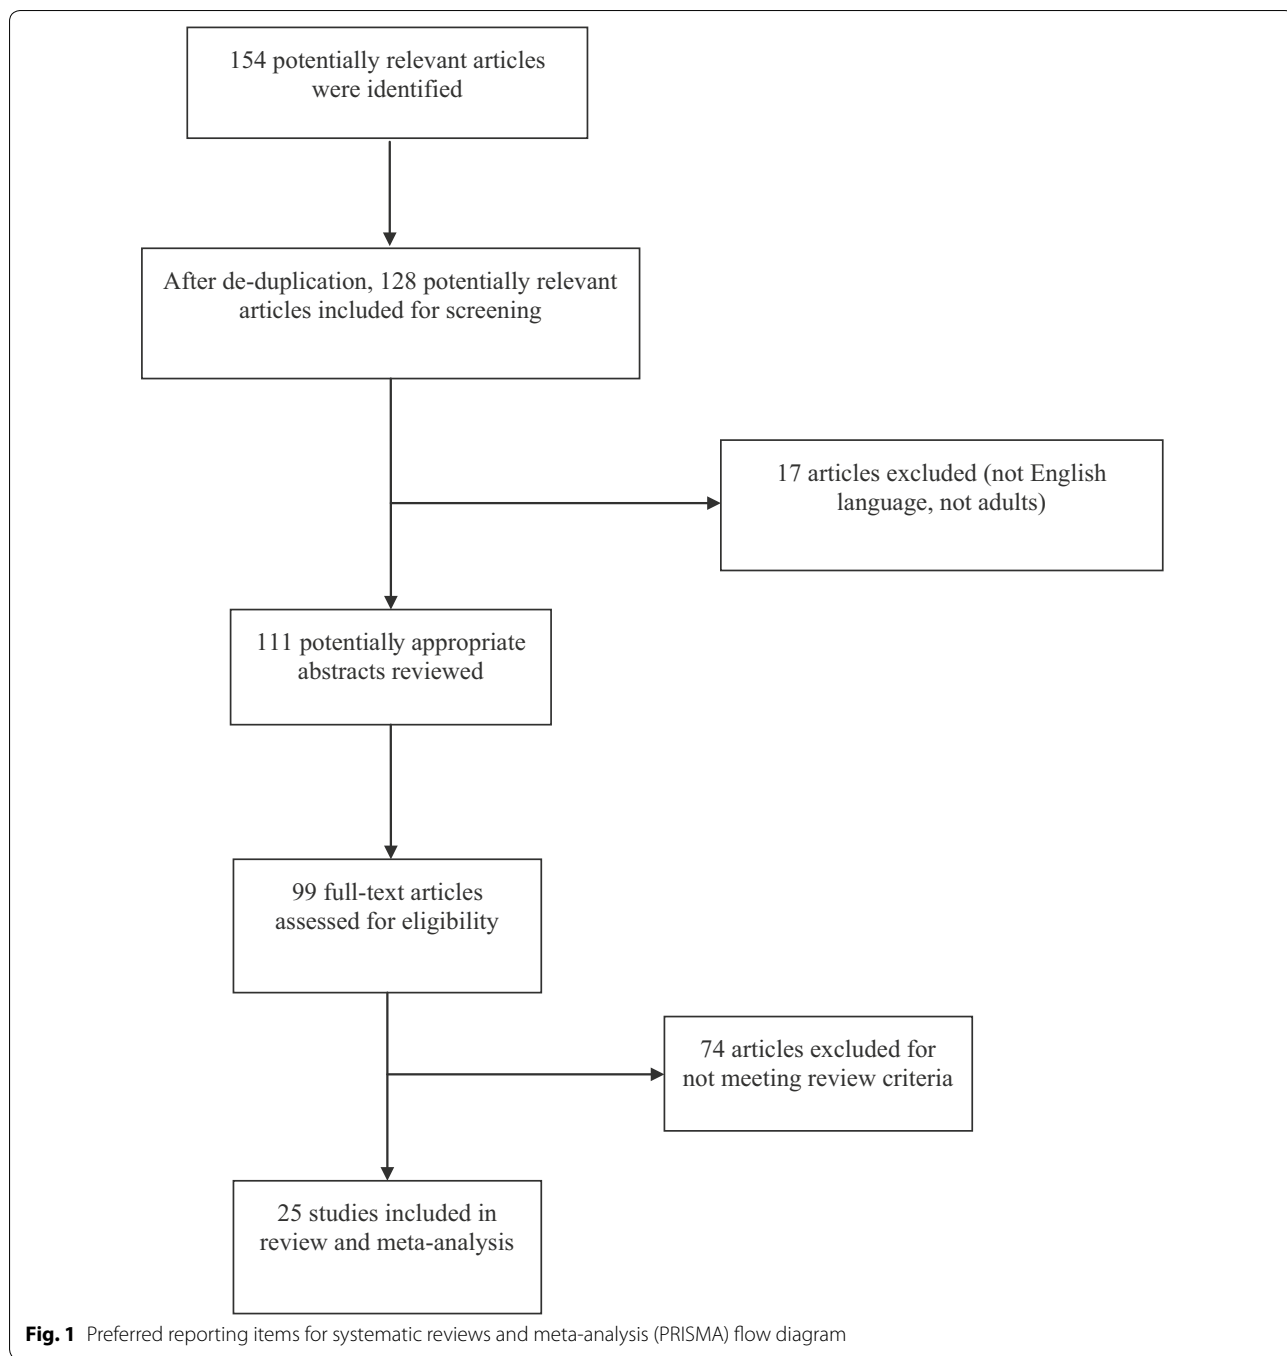 154 potentially relevant articles
were identified
After de-duplication, 128 potentially relevant
articles included for screening
17 articles excluded (not English
language, not adults)
111 potentially appropriate
abstracts reviewed
99 full-text articles
assessed for eligibility
74 articles excluded for
not meeting review criteria
25 studies included in
review and meta-analysis
Fig. 1 Preferred reporting items for systematic reviews and meta-analysis (PRISMA) flow diagram